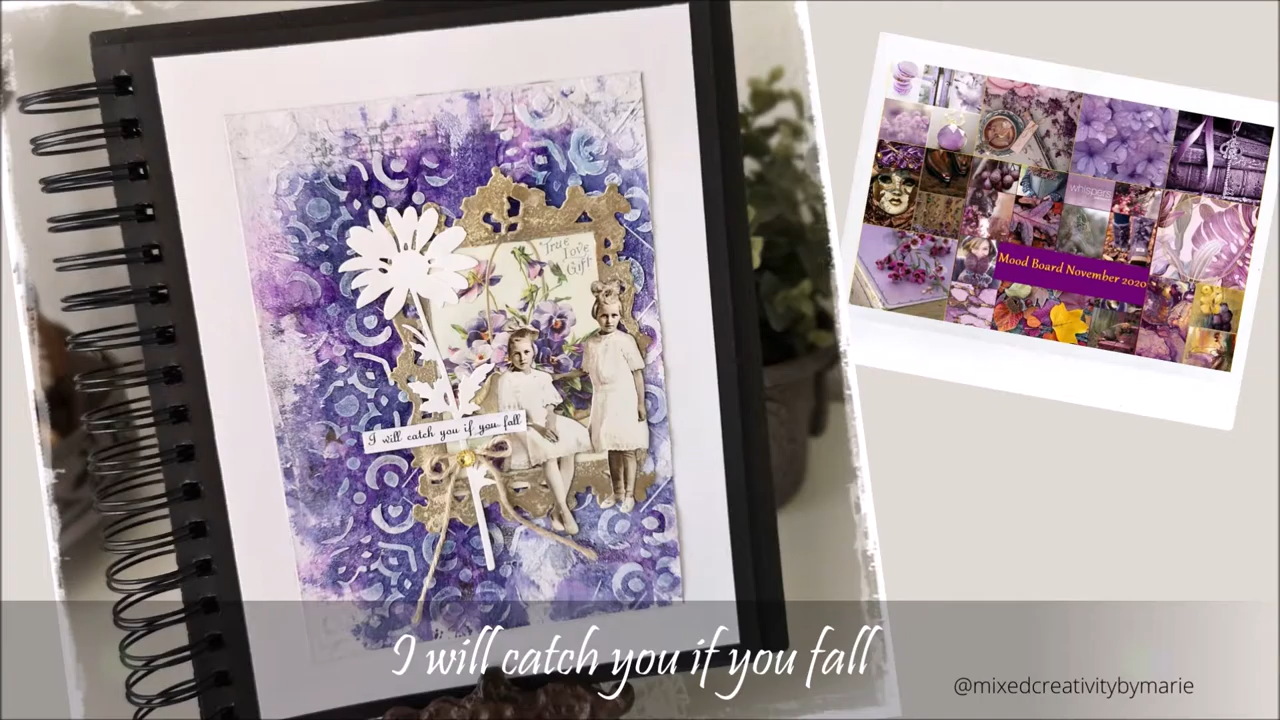 True
Love
Gift
I will catch you if you fall
whispers
Mood Board November 2020
I will catch you if you fall
@mixedcreativitybymarie